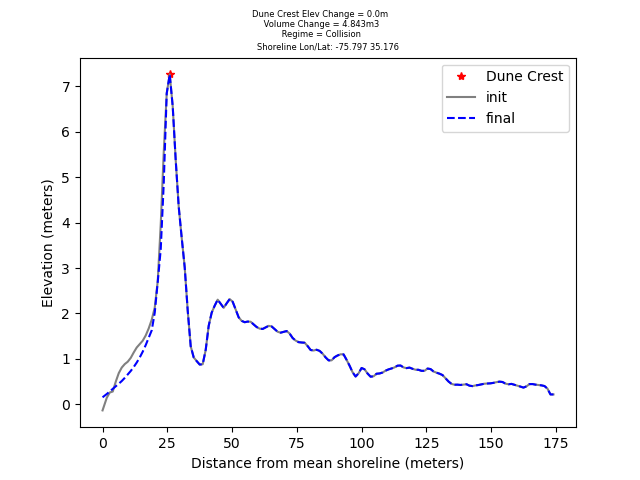 Dune Crest Elev Change = 0.0m
Volume Change = 4.843m3
Regime = Collision
Shoreline Lon/Lat: -75.797 35.176
Dune Crest
init
final
7
6
5
4
3
2
1
0
Elevation (meters)
0 25 50 75 100 125 150 175
Distance from mean shoreline (meters)